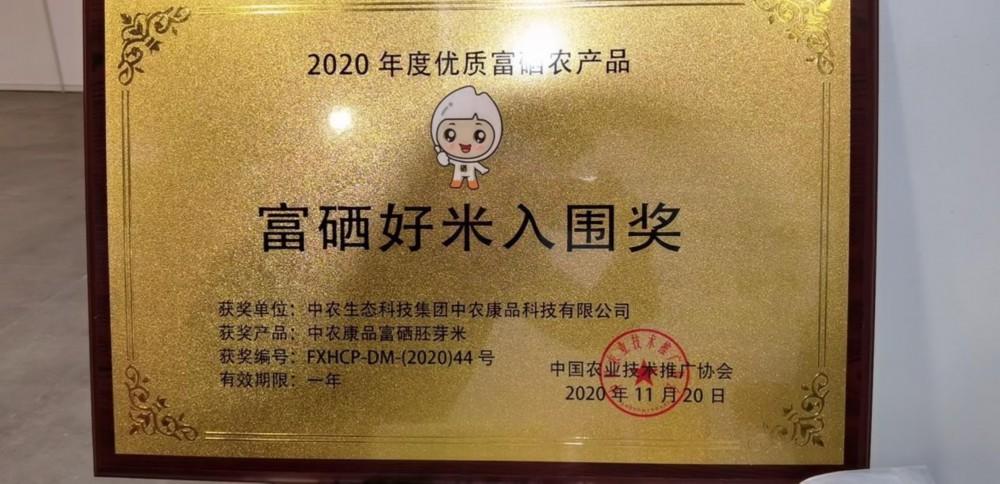 2020 年度优质富硒农产品
富硒好米入围奖
获奖单位：中农生态科技集团中农康品科技有限公司
获奖产品：中农康品富硒胚芽米
获奖编号：FXHCP-DM-(2020)44 号
有效期限：一年
中国农业技术推广协会
2020 年 11 月 20 日